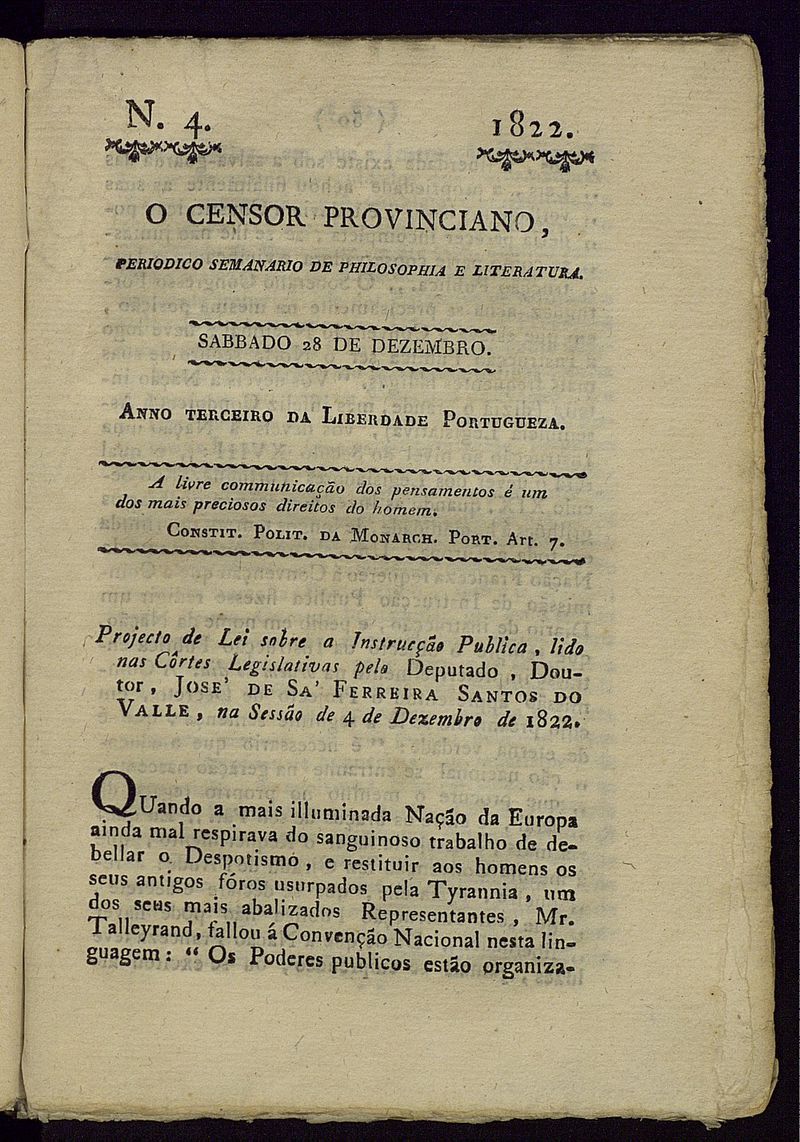 N. 4. 1822.
O CENSOR PROVINCIANO,
PERIODICO SEMANARIO DE PHILOSOPHIA E LITERATURA.
SABBADO 28 DE DEZEMBRO.
ANNO TERCEIRO DA LIBERDADE PORTUGUEZA.
A livre communicação dos pensamentos é um
dos mais preciosos direitos do homem.
CONSTIT. POLIT. DA MONARCH. PORT. Art. 7.
Projecto de Lei sobre a Instrucção Publica, lido
nas Côrtes Legislativas pelo Deputado, Dou-
tor, JOSE' DE SA' FERREIRA SANTOS DO
VALLE, na Sessão de 4 de Dezembro de 1822.
QUando a mais illuminada Nação da Europa
ainda mal respirava do sanguinoso trabalho de de-
bellar o Despotismo, e restituir aos homens os
seus antigos fóros usurpados pela Tyrannia, um
dos seus mais abalizados Representantes, Mr.
Talleyrand, fallou á Convenção Nacional nesta lin-
guagem: “ Os Poderes publicos estão organiza-